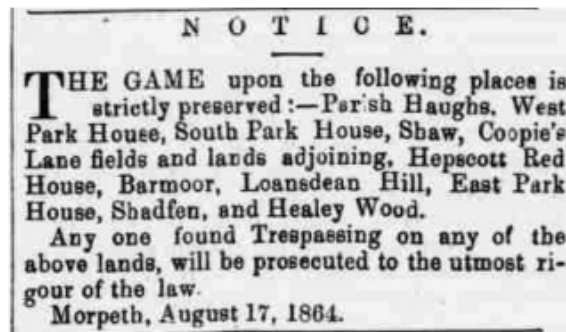 NOTICE.
THE GAME upon the following places is
strictly preserved:—Parish Haughs, West
Park House, South Park House, Shaw, Coopie's
Lane fields and lands adjoining, Hepscott Red
House, Barmoor, Loansdean Hill, East Park
House, Shadfen, and Healey Wood.
Any one found Trespassing on any of the
above lands, will be prosecuted to the utmost ri-
gour of the law.
Morpeth, August 17, 1864.